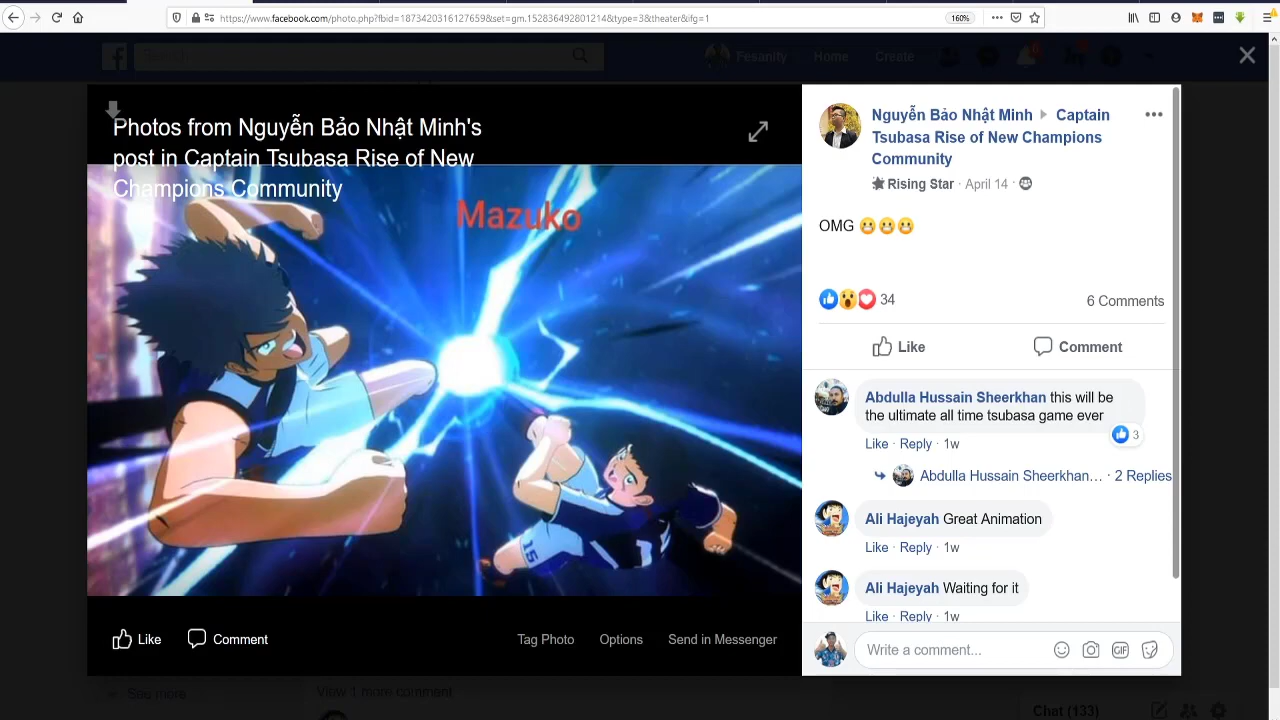 https://www.facebook.com/photo.php?fbid=1873420316127659&set=gm.152836492801214&type=3&theater&ifg=1
160%
Search
Fesanity
Home
Create
Photos from Nguyễn Bảo Nhật Minh's
post in Captain Tsubasa Rise of New
Champions Community
Mazuko
15
Like
Comment
Tag Photo
Options
Send in Messenger
Nguyễn Bảo Nhật Minh
Captain
Tsubasa Rise of New Champions
Community
Rising Star · April 14 ·
OMG 😬😬😬
34
6 Comments
Like
Comment
Abdulla Hussain Sheerkhan this will be
the ultimate all time tsubasa game ever
3
Like · Reply · 1w
Abdulla Hussain Sheerkhan… · 2 Replies
Ali Hajeyah Great Animation
Like · Reply · 1w
Ali Hajeyah Waiting for it
Like · Reply · 1w
Write a comment...
GIF
See more
View 1 more comment
Chat (133)